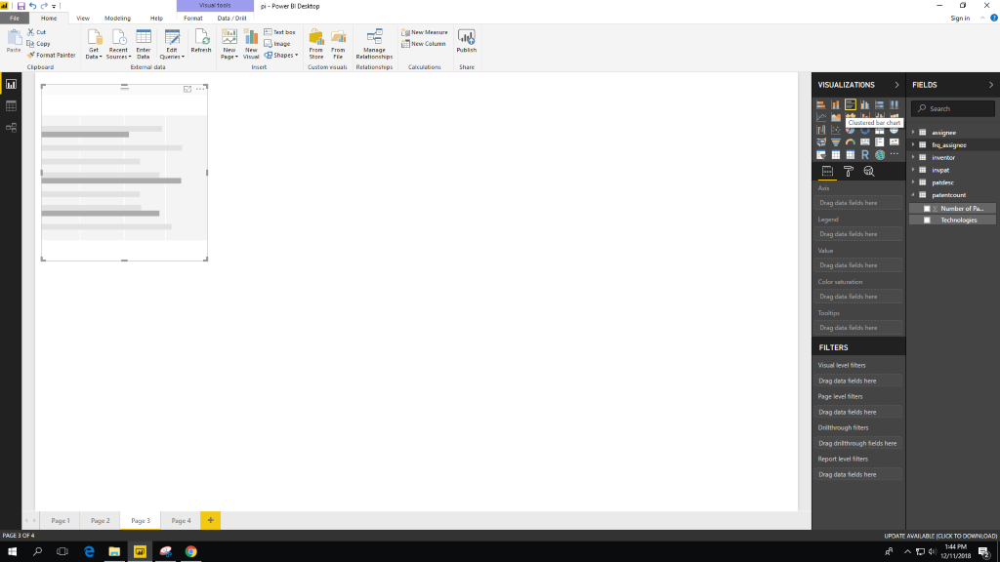 Visual tools
pi - Power BI Desktop
File Home View Modeling Help Format Data / Drill
Sign in
Paste
Cut
Copy
Format Painter
Get Data
Recent Sources
Enter Data
Edit Queries
Refresh
New Page
New Visual
Text box
Image
Shapes
From Store
From File
Manage Relationships
New Measure
New Column
Publish
Clipboard
External data
Insert
Custom visuals
Relationships
Calculations
Share
VISUALIZATIONS
Clustered bar chart
R
Axis
Drag data fields here
Legend
Drag data fields here
Value
Drag data fields here
Color saturation
Drag data fields here
Tooltips
Drag data fields here
FILTERS
Visual level filters
Drag data fields here
Page level filters
Drag data fields here
Drillthrough filters
Drag drillthrough fields here
Report level filters
Drag data fields here
FIELDS
Search
assignee
frq_assignee
inventor
invpat
patdesc
patentcount
Σ Number of Pa...
Technologies
Page 1 Page 2 Page 3 Page 4 +
PAGE 3 OF 4
UPDATE AVAILABLE (CLICK TO DOWNLOAD)
1:44 PM
12/11/2018
2